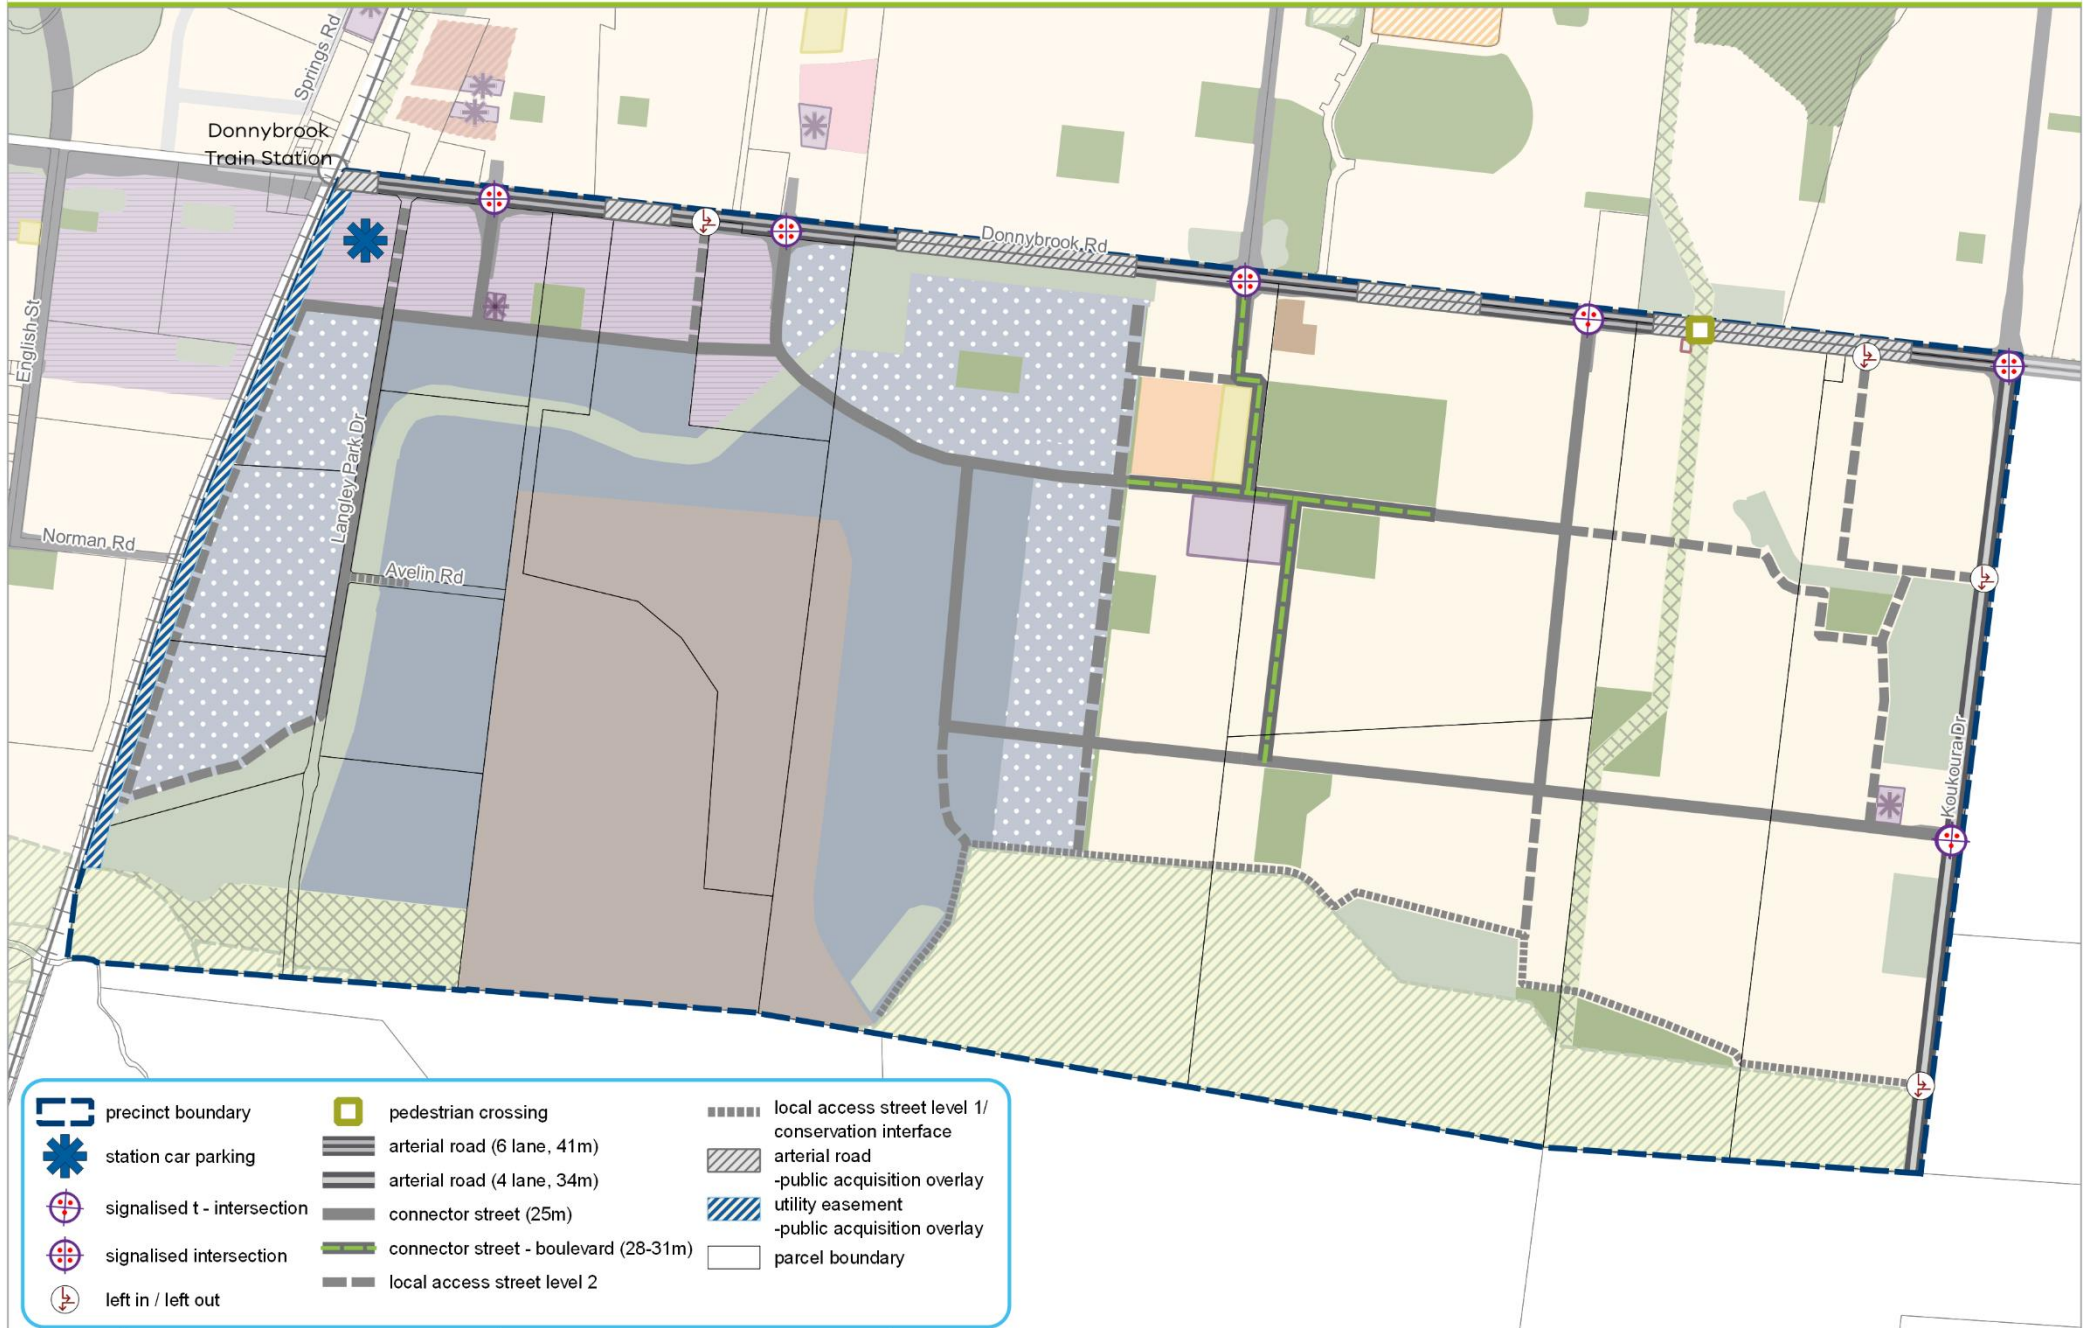 Springs Rd
Donnybrook
Train Station
Donnybrook Rd
English St
Langley Park Dr
Norman Rd
Avelin Rd
Koukoura Dr
precinct boundary
station car parking
signalised t - intersection
signalised intersection
left in / left out
pedestrian crossing
arterial road (6 lane, 41m)
arterial road (4 lane, 34m)
connector street (25m)
connector street - boulevard (28-31m)
local access street level 2
local access street level 1/
conservation interface
arterial road
-public acquisition overlay
utility easement
-public acquisition overlay
parcel boundary